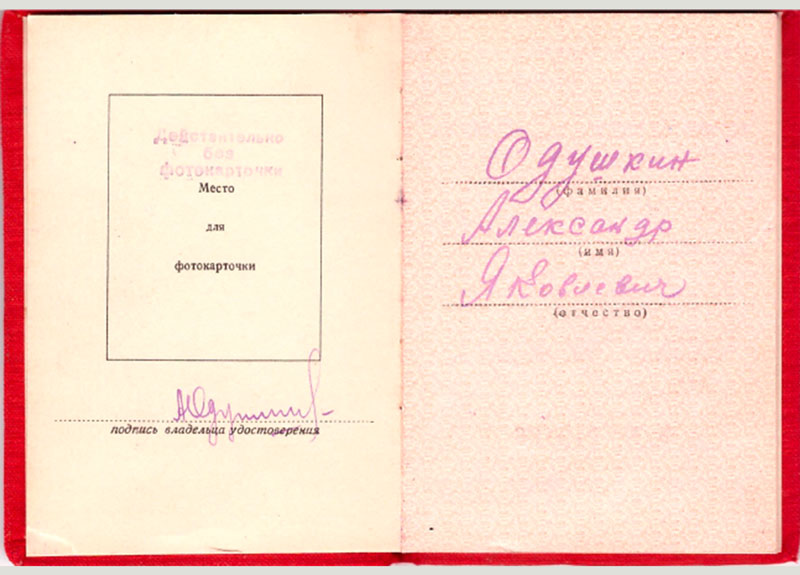 Действительно
без
фотокарточки
Место
для
фотокарточки
подпись владельца удостоверения
Одушкин
(фамилия)
Александр
(имя)
Яковлевич
(отчество)